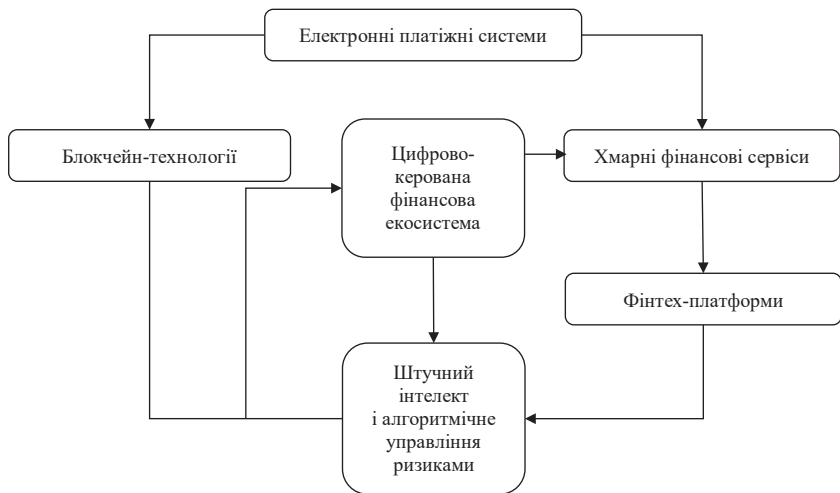 Електронні платіжні системи
Блокчейн-технології
Цифрово-
керована
фінансова
екосистема
Хмарні фінансові сервіси
Фінтех-платформи
Штучний
інтелект
і алгоритмічне
управління
ризиками